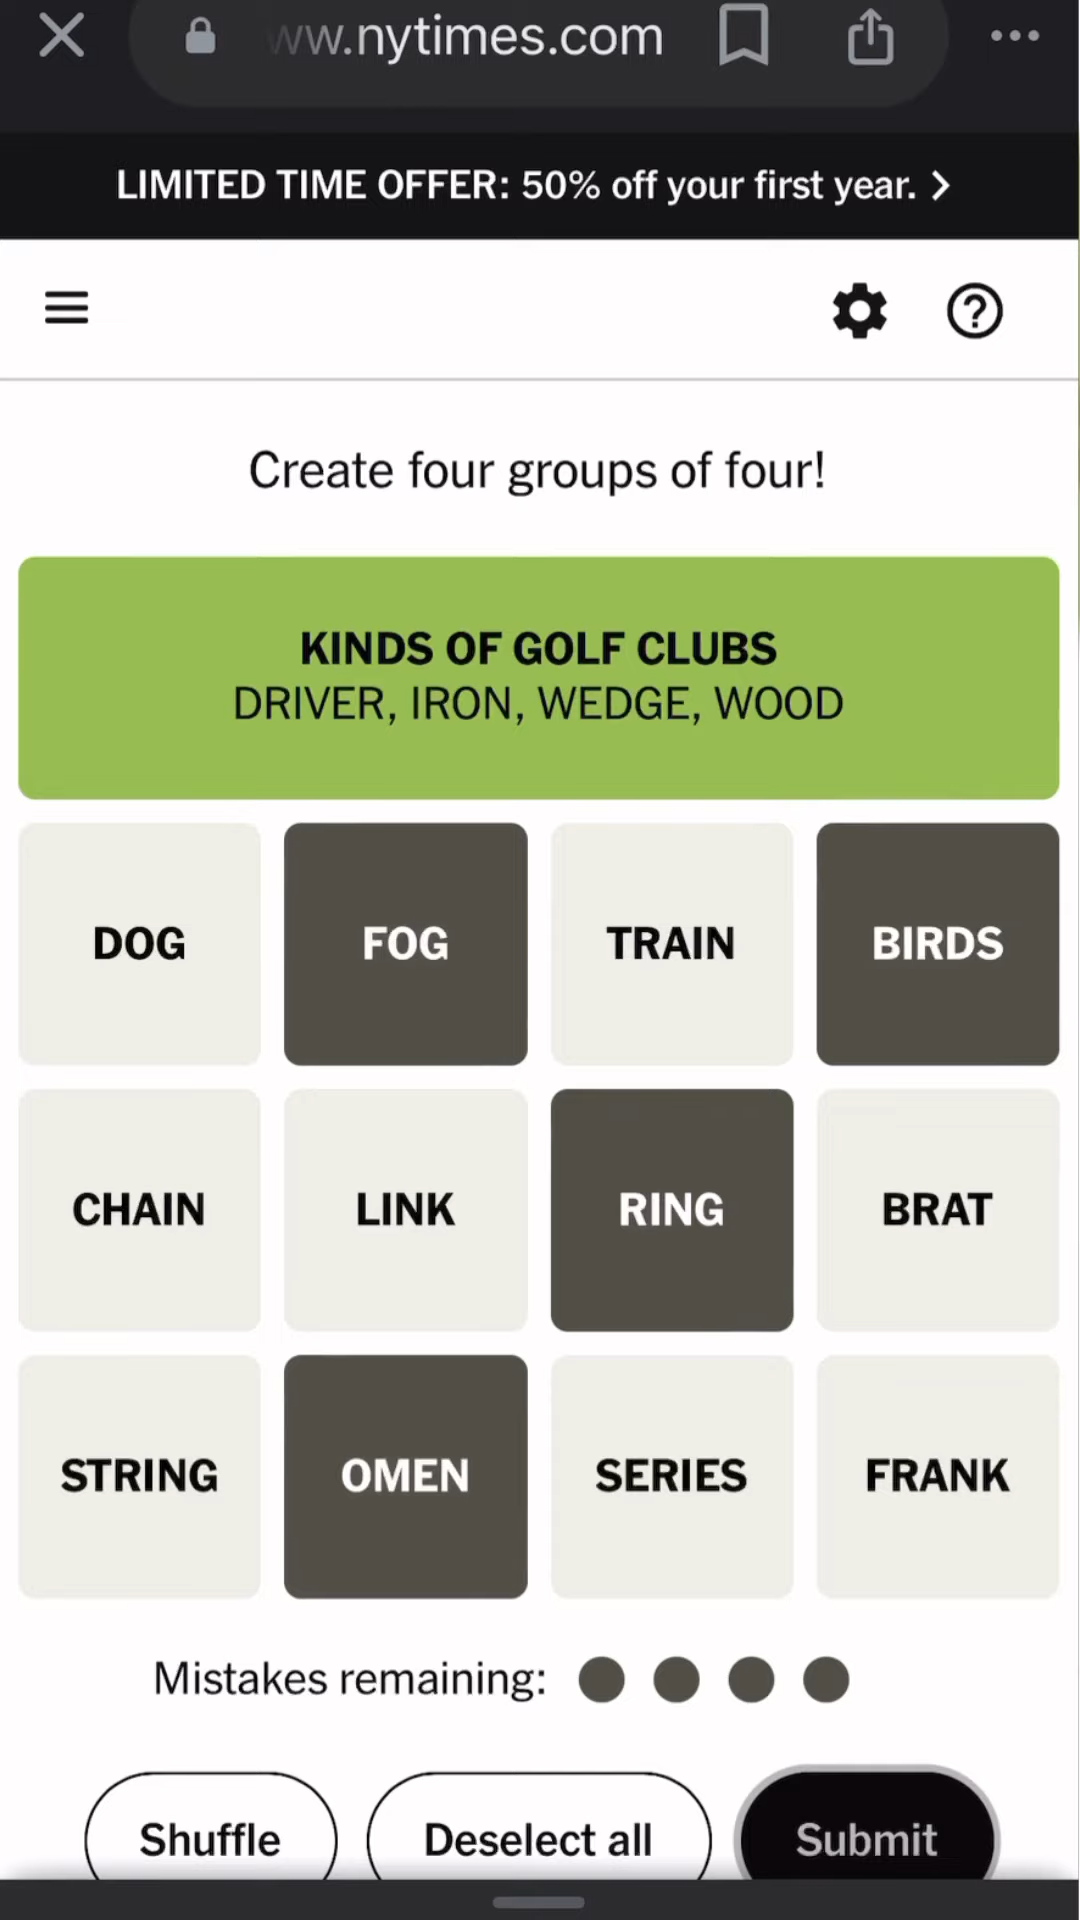 ww.nytimes.com
LIMITED TIME OFFER: 50% off your first year.
Create four groups of four!
KINDS OF GOLF CLUBS
DRIVER, IRON, WEDGE, WOOD
DOG FOG TRAIN BIRDS
CHAIN LINK RING BRAT
STRING OMEN SERIES FRANK
Mistakes remaining:
Shuffle Deselect all Submit